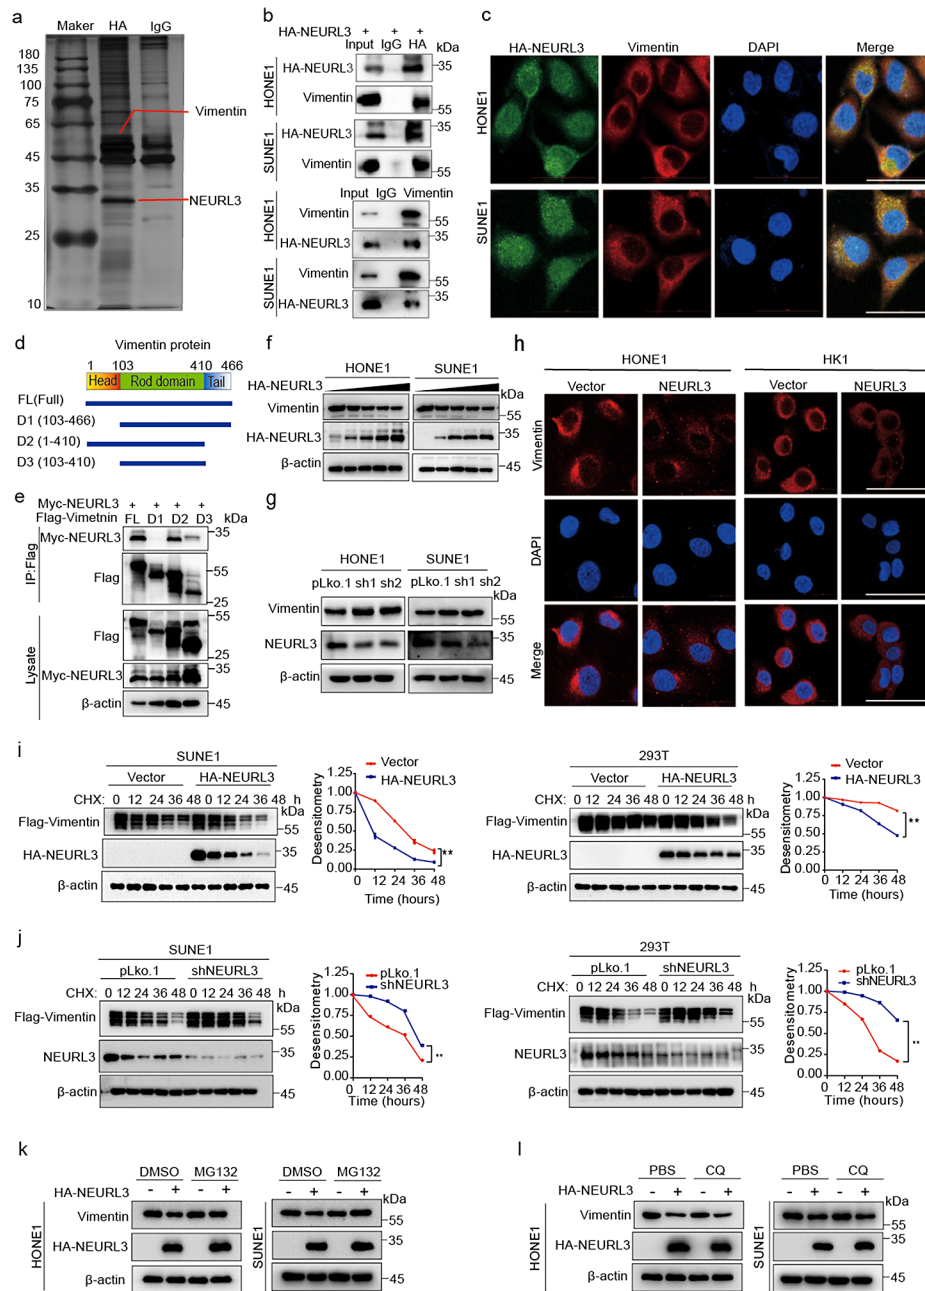 a
Maker HA IgG
180
135
100
75
65
45
35
25
10
Vimentin
NEURL3
b
HA-NEURL3 + + +
Input IgG HA kDa
HONE1
HA-NEURL3 35
Vimentin 55
SUNE1
HA-NEURL3 35
Vimentin 55
Input IgG Vimentin
HONE1
Vimentin 55
HA-NEURL3 35
SUNE1
Vimentin 55
HA-NEURL3 35
c
HA-NEURL3 Vimentin DAPI Merge
HONE1
SUNE1
d
Vimentin protein
1 103 410 466
Head Rod domain Tail
FL(Full)
D1 (103-466)
D2 (1-410)
D3 (103-410)
e
Myc-NEURL3 + + + +
Flag-Vimetnin FL D1 D2 D3 kDa
IP:Flag
Myc-NEURL3 35
Flag 55
25
Lysate
Flag 55
25
Myc-NEURL3 35
β-actin 45
f
HONE1 SUNE1
HA-NEURL3 kDa
Vimentin 55
HA-NEURL3 35
β-actin 45
g
HONE1 SUNE1
pLko.1 sh1 sh2 pLko.1 sh1 sh2
kDa
Vimentin 55
NEURL3 35
β-actin 45
h
HONE1 HK1
Vector NEURL3 Vector NEURL3
Vimentin
DAPI
Merge
i
SUNE1
Vector HA-NEURL3
CHX: 0 12 24 36 48 0 12 24 36 48 h
kDa
Flag-Vimentin 55
HA-NEURL3 35
β-actin 45
Vector
HA-NEURL3
Desensitometry
1.25
1.00
0.75
0.50
0.25
0.00
**
0 12 24 36 48
Time (hours)
293T
Vector HA-NEURL3
CHX: 0 12 24 36 48 0 12 24 36 48 h
kDa
Flag-Vimentin 55
HA-NEURL3 35
β-actin 45
Vector
HA-NEURL3
Desensitometry
1.25
1.00
0.75
0.50
0.25
0.00
**
0 12 24 36 48
Time (hours)
j
SUNE1
pLko.1 shNEURL3
CHX: 0 12 24 36 48 0 12 24 36 48 h
kDa
Flag-Vimentin 55
NEURL3 35
β-actin 45
pLko.1
shNEURL3
Desensitometry
1.25
1.00
0.75
0.50
0.25
0.00
**
0 12 24 36 48
Time (hours)
293T
pLko.1 shNEURL3
CHX: 0 12 24 36 48 0 12 24 36 48 h
kDa
Flag-Vimentin 55
NEURL3 35
β-actin 45
pLko.1
shNEURL3
Desensitometry
1.25
1.00
0.75
0.50
0.25
0.00
**
0 12 24 36 48
Time (hours)
k
DMSO MG132 DMSO MG132
HA-NEURL3 - + - + - + - + kDa
HONE1 SUNE1
Vimentin 55
HA-NEURL3 35
β-actin 45
l
PBS CQ PBS CQ
HA-NEURL3 - + - + - + - + kDa
HONE1 SUNE1
Vimentin 55
HA-NEURL3 35
β-actin 45